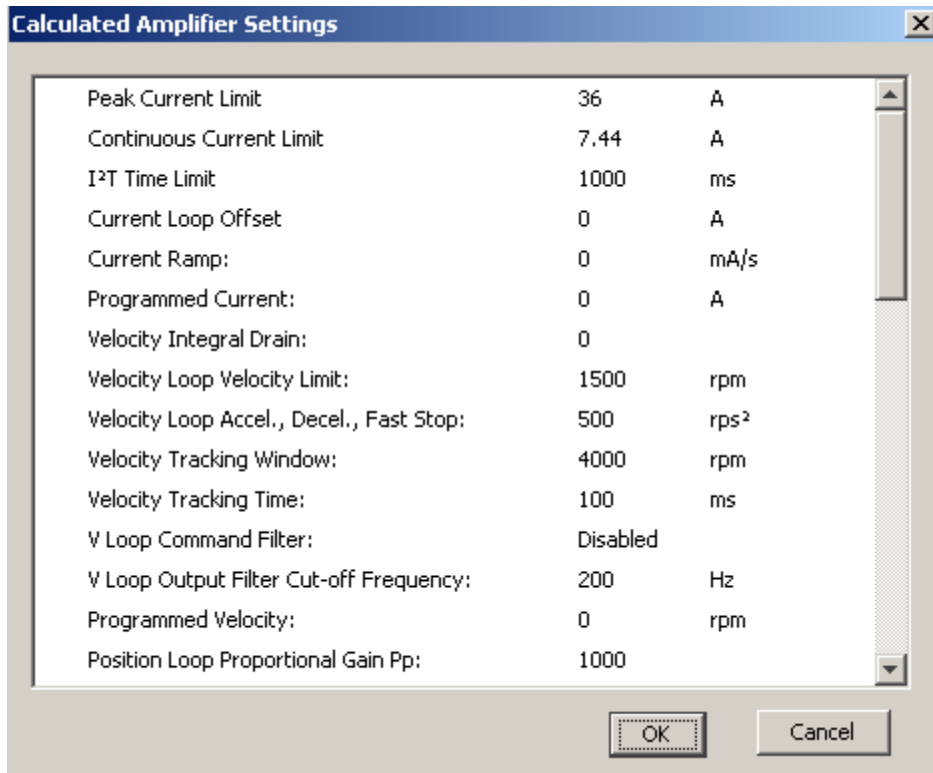 Calculated Amplifier Settings
Peak Current Limit 36 A
Continuous Current Limit 7.44 A
I²T Time Limit 1000 ms
Current Loop Offset 0 A
Current Ramp: 0 mA/s
Programmed Current: 0 A
Velocity Integral Drain: 0
Velocity Loop Velocity Limit: 1500 rpm
Velocity Loop Accel., Decel., Fast Stop: 500 rps²
Velocity Tracking Window: 4000 rpm
Velocity Tracking Time: 100 ms
V Loop Command Filter: Disabled
V Loop Output Filter Cut-off Frequency: 200 Hz
Programmed Velocity: 0 rpm
Position Loop Proportional Gain Pp: 1000
OK Cancel